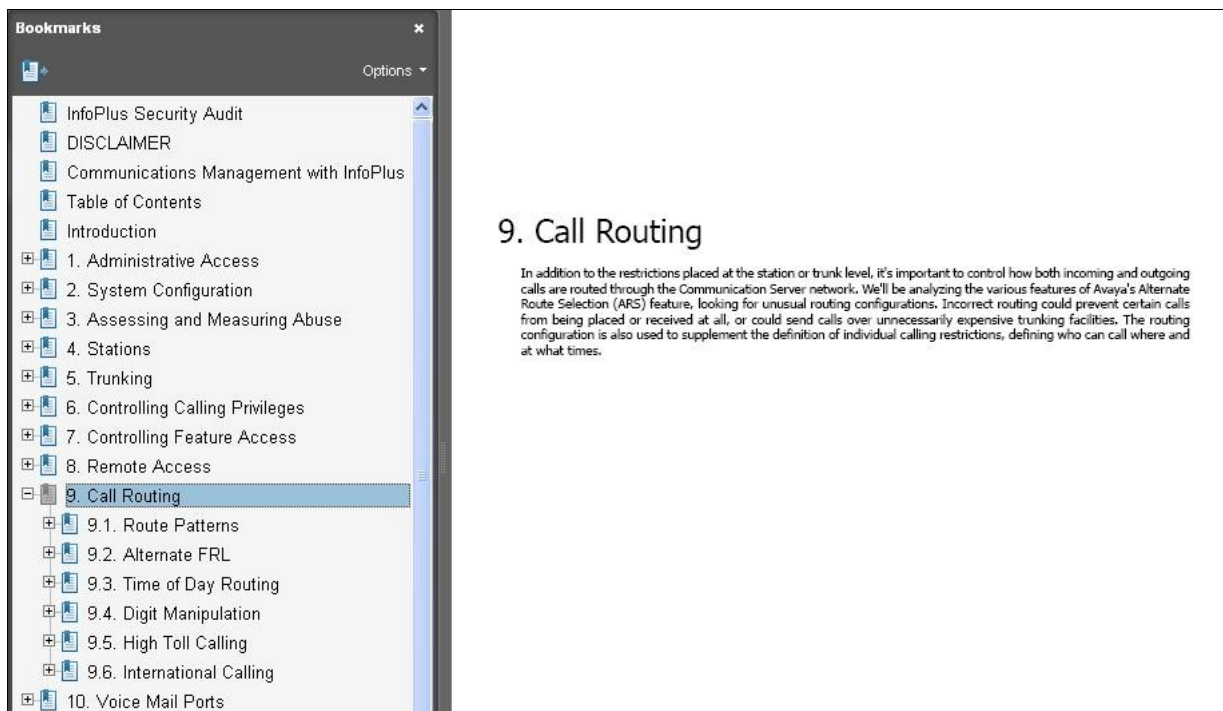 Bookmarks
Options
InfoPlus Security Audit
DISCLAIMER
Communications Management with InfoPlus
Table of Contents
Introduction
1. Administrative Access
2. System Configuration
3. Assessing and Measuring Abuse
4. Stations
5. Trunking
6. Controlling Calling Privileges
7. Controlling Feature Access
8. Remote Access
9. Call Routing
9.1. Route Patterns
9.2. Alternate FRL
9.3. Time of Day Routing
9.4. Digit Manipulation
9.5. High Toll Calling
9.6. International Calling
10. Voice Mail Ports
9. Call Routing
In addition to the restrictions placed at the station or trunk level, it's important to control how both incoming and outgoing
calls are routed through the Communication Server network. We'll be analyzing the various features of Avaya's Alternate
Route Selection (ARS) feature, looking for unusual routing configurations. Incorrect routing could prevent certain calls
from being placed or received at all, or could send calls over unnecessarily expensive trunking facilities. The routing
configuration is also used to supplement the definition of individual calling restrictions, defining who can call where and
at what times.